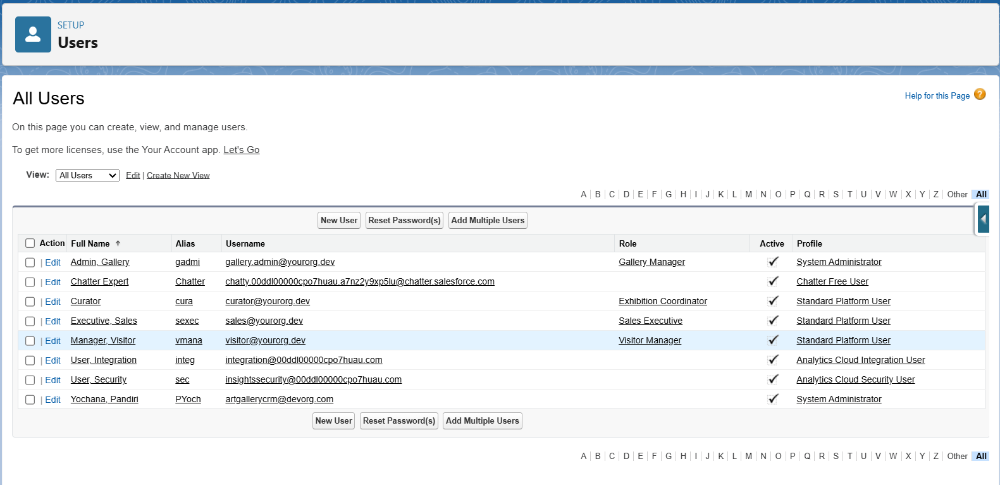 SETUP
Users
All Users
Help for this Page ?
On this page you can create, view, and manage users.
To get more licenses, use the Your Account app. Let's Go
View: All Users Edit | Create New View
A B C D E F G H I J K L M N O P Q R S T U V W X Y Z Other All
New User Reset Password(s) Add Multiple Users
Action Full Name ↑ Alias Username Role Active Profile
| Edit Admin, Gallery gadmi gallery.admin@yourorg.dev Gallery Manager ✓ System Administrator
| Edit Chatter Expert Chatter chatty.00ddl00000cpo7huau.a7nz2y9xp5lu@chatter.salesforce.com ✓ Chatter Free User
| Edit Curator cura curator@yourorg.dev Exhibition Coordinator ✓ Standard Platform User
| Edit Executive, Sales sexec sales@yourorg.dev Sales Executive ✓ Standard Platform User
| Edit Manager, Visitor vmana visitor@yourorg.dev Visitor Manager ✓ Standard Platform User
| Edit User, Integration integ integration@00ddl00000cpo7huau.com ✓ Analytics Cloud Integration User
| Edit User, Security sec insightssecurity@00ddl00000cpo7huau.com ✓ Analytics Cloud Security User
| Edit Yochana, Pandiri PYoch artgallerycrm@devorg.com ✓ System Administrator
New User Reset Password(s) Add Multiple Users
A B C D E F G H I J K L M N O P Q R S T U V W X Y Z Other All